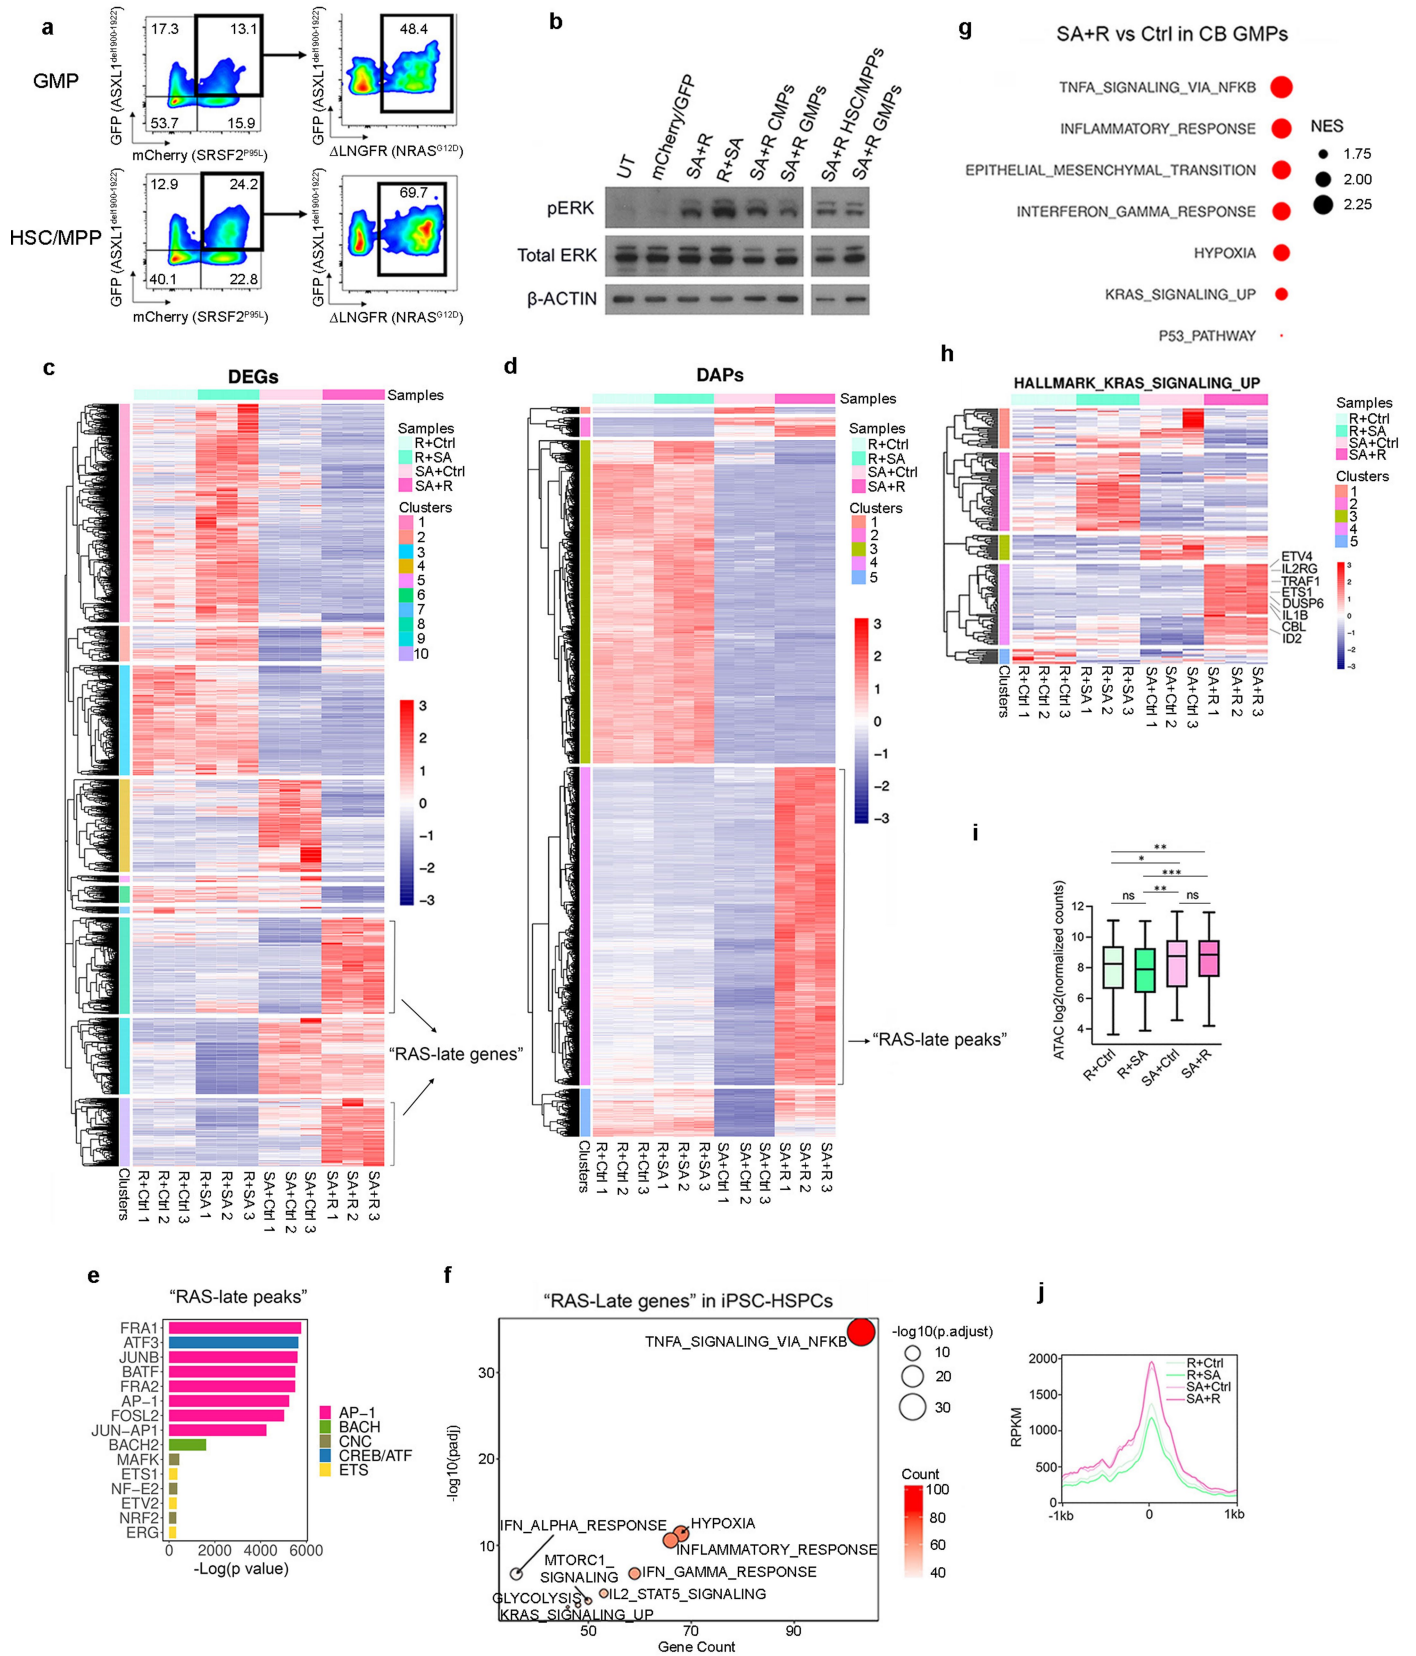 a
GMP
GFP (ASXL1del1900-1922)
17.3
13.1
53.7
15.9
mCherry (SRSF2P95L)
GFP (ASXL1del1900-1922)
48.4
ΔLNGFR (NRASG12D)
HSC/MPP
GFP (ASXL1del1900-1922)
12.9
24.2
40.1
22.8
mCherry (SRSF2P95L)
GFP (ASXL1del1900-1922)
69.7
ΔLNGFR (NRASG12D)
b
UT
mCherry/GFP
SA+R
R+SA
SA+R CMPs
SA+R GMPs
SA+R HSC/MPPs
SA+R GMPs
pERK
Total ERK
β-ACTIN
g
SA+R vs Ctrl in CB GMPs
TNFA_SIGNALING_VIA_NFKB
INFLAMMATORY_RESPONSE
EPITHELIAL_MESENCHYMAL_TRANSITION
INTERFERON_GAMMA_RESPONSE
HYPOXIA
KRAS_SIGNALING_UP
P53_PATHWAY
NES
1.75
2.00
2.25
c
DEGs
Samples
Samples
R+Ctrl
R+SA
SA+Ctrl
SA+R
Clusters
1
2
3
4
5
6
7
8
9
10
3
2
1
0
−1
−2
−3
"RAS-late genes"
Clusters
R+Ctrl 1
R+Ctrl 2
R+Ctrl 3
R+SA 1
R+SA 2
R+SA 3
SA+Ctrl 1
SA+Ctrl 2
SA+Ctrl 3
SA+R 1
SA+R 2
SA+R 3
d
DAPs
Samples
Samples
R+Ctrl
R+SA
SA+Ctrl
SA+R
Clusters
1
2
3
4
5
3
2
1
0
−1
−2
−3
"RAS-late peaks"
Clusters
R+Ctrl 1
R+Ctrl 2
R+Ctrl 3
R+SA 1
R+SA 2
R+SA 3
SA+Ctrl 1
SA+Ctrl 2
SA+Ctrl 3
SA+R 1
SA+R 2
SA+R 3
h
HALLMARK_KRAS_SIGNALING_UP
Samples
R+Ctrl
R+SA
SA+Ctrl
SA+R
Clusters
1
2
3
4
5
ETV4
IL2RG
TRAF1
ETS1
DUSP6
IL1B
CBL
ID2
3
2
1
0
−1
−2
−3
Clusters
R+Ctrl 1
R+Ctrl 2
R+Ctrl 3
R+SA 1
R+SA 2
R+SA 3
SA+Ctrl 1
SA+Ctrl 2
SA+Ctrl 3
SA+R 1
SA+R 2
SA+R 3
i
**
*
***
ns
**
ns
ATAC log2(normalized counts)
12
10
8
6
4
R+Ctrl
R+SA
SA+Ctrl
SA+R
e
"RAS-late peaks"
FRA1
ATF3
JUNB
BATF
FRA2
AP−1
FOSL2
JUN−AP1
BACH2
MAFK
ETS1
NF−E2
ETV2
NRF2
ERG
0
2000
4000
6000
-Log(p value)
AP−1
BACH
CNC
CREB/ATF
ETS
f
"RAS-Late genes" in iPSC-HSPCs
-log10(padj)
30
20
10
TNFA_SIGNALING_VIA_NFKB
IFN_ALPHA_RESPONSE
HYPOXIA
INFLAMMATORY_RESPONSE
MTORC1_
SIGNALING
IFN_GAMMA_RESPONSE
GLYCOLYSIS
IL2_STAT5_SIGNALING
KRAS_SIGNALING_UP
50
70
90
Gene Count
-log10(p.adjust)
10
20
30
Count
100
80
60
40
j
RPKM
2000
1500
1000
500
0
-1kb
0
1kb
R+Ctrl
R+SA
SA+Ctrl
SA+R